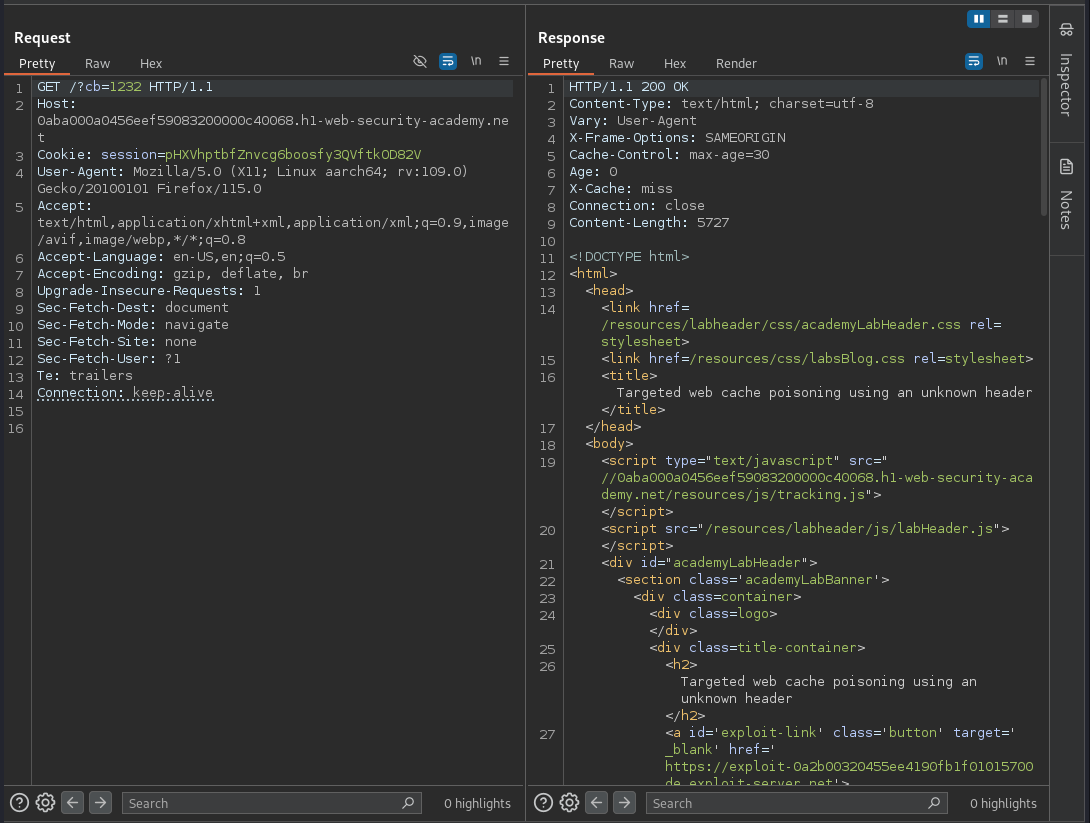 Request
Pretty Raw Hex \n
1 GET /?cb=1232 HTTP/1.1
2 Host:
0aba000a0456eef59083200000c40068.h1-web-security-academy.ne
t
3 Cookie: session=pHXVhptbfZnvcg6boosfy3QVftkOD82V
4 User-Agent: Mozilla/5.0 (X11; Linux aarch64; rv:109.0)
Gecko/20100101 Firefox/115.0
5 Accept:
text/html,application/xhtml+xml,application/xml;q=0.9,image
/avif,image/webp,*/*;q=0.8
6 Accept-Language: en-US,en;q=0.5
7 Accept-Encoding: gzip, deflate, br
8 Upgrade-Insecure-Requests: 1
9 Sec-Fetch-Dest: document
10 Sec-Fetch-Mode: navigate
11 Sec-Fetch-Site: none
12 Sec-Fetch-User: ?1
13 Te: trailers
14 Connection: keep-alive
15
16
Search 0 highlights
Response
Pretty Raw Hex Render \n
1 HTTP/1.1 200 OK
2 Content-Type: text/html; charset=utf-8
3 Vary: User-Agent
4 X-Frame-Options: SAMEORIGIN
5 Cache-Control: max-age=30
6 Age: 0
7 X-Cache: miss
8 Connection: close
9 Content-Length: 5727
10
11 <!DOCTYPE html>
12 <html>
13 <head>
14 <link href=
/resources/labheader/css/academyLabHeader.css rel=
stylesheet>
15 <link href=/resources/css/labsBlog.css rel=stylesheet>
16 <title>
Targeted web cache poisoning using an unknown header
</title>
17 </head>
18 <body>
19 <script type="text/javascript" src="
//0aba000a0456eef59083200000c40068.h1-web-security-aca
demy.net/resources/js/tracking.js">
</script>
20 <script src="/resources/labheader/js/labHeader.js">
</script>
21 <div id="academyLabHeader">
22 <section class='academyLabBanner'>
23 <div class=container>
24 <div class=logo>
</div>
25 <div class=title-container>
26 <h2>
Targeted web cache poisoning using an
unknown header
</h2>
27 <a id='exploit-link' class='button' target='
_blank' href='
https://exploit-0a2b00320455ee4190fb1f01015700
de.exploit-server.net'>
Search 0 highlights
Inspector
Notes